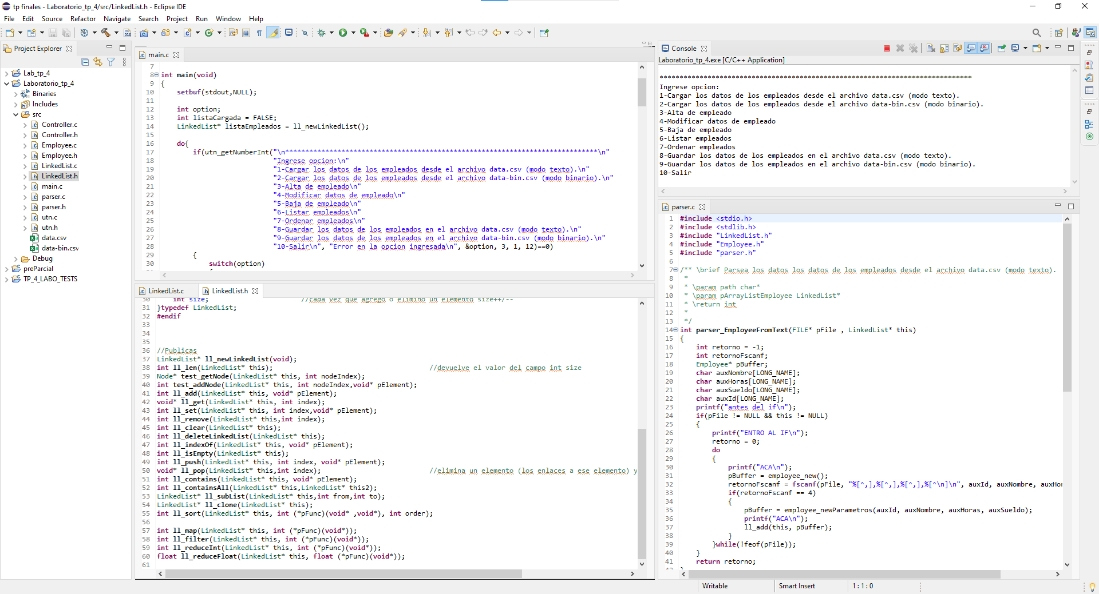 tp finales - Laboratorio_tp_4/src/LinkedList.h - Eclipse IDE
File Edit Source Refactor Navigate Search Project Run Window Help
Project Explorer
Lab_tp_4
Laboratorio_tp_4
Binaries
Includes
src
Controller.c
Controller.h
Employee.c
Employee.h
LinkedList.c
LinkedList.h
main.c
parser.c
parser.h
utn.c
utn.h
data.csv
data-bin.csv
Debug
preParcial
TP_4_LABO_TESTS
main.c
7
8 int main(void)
9 {
10 setbuf(stdout,NULL);
11
12 int option;
13 int listaCargada = FALSE;
14 LinkedList* listaEmpleados = ll_newLinkedList();
15
16 do{
17 if(utn_getNumberInt("\n******************************************************************************\n"
18 "Ingrese opcion:\n"
19 "1-Cargar los datos de los empleados desde el archivo data.csv (modo texto).\n"
20 "2-Cargar los datos de los empleados desde el archivo data-bin.csv (modo binario).\n"
21 "3-Alta de empleado\n"
22 "4-Modificar datos de empleado\n"
23 "5-Baja de empleado\n"
24 "6-Listar empleados\n"
25 "7-Ordenar empleados\n"
26 "8-Guardar los datos de los empleados en el archivo data.csv (modo texto).\n"
27 "9-Guardar los datos de los empleados en el archivo data-bin.csv (modo binario).\n"
28 "10-Salir\n", "Error en la opcion ingresada\n", &option, 3, 1, 12)==0)
29 {
30 switch(option)
LinkedList.c LinkedList.h
30 int size; //cada vez que agrego o elimino un elemento size++/--
31 }typedef LinkedList;
32 #endif
33
34
35
36 //Publicas
37 LinkedList* ll_newLinkedList(void);
38 int ll_len(LinkedList* this); //devuelve el valor del campo int size
39 Node* test_getNode(LinkedList* this, int nodeIndex);
40 int test_addNode(LinkedList* this, int nodeIndex,void* pElement);
41 int ll_add(LinkedList* this, void* pElement);
42 void* ll_get(LinkedList* this, int index);
43 int ll_set(LinkedList* this, int index,void* pElement);
44 int ll_remove(LinkedList* this,int index);
45 int ll_clear(LinkedList* this);
46 int ll_deleteLinkedList(LinkedList* this);
47 int ll_indexOf(LinkedList* this, void* pElement);
48 int ll_isEmpty(LinkedList* this);
49 int ll_push(LinkedList* this, int index, void* pElement);
50 void* ll_pop(LinkedList* this,int index); //elimina un elemento (los enlaces a ese elemento) y
51 int ll_contains(LinkedList* this, void* pElement);
52 int ll_containsAll(LinkedList* this,LinkedList* this2);
53 LinkedList* ll_subList(LinkedList* this,int from,int to);
54 LinkedList* ll_clone(LinkedList* this);
55 int ll_sort(LinkedList* this, int (*pFunc)(void* ,void*), int order);
56
57 int ll_map(LinkedList* this, int (*pFunc)(void*));
58 int ll_filter(LinkedList* this, int (*pFunc)(void*));
59 int ll_reduceInt(LinkedList* this, int (*pFunc)(void*));
60 float ll_reduceFloat(LinkedList* this, float (*pFunc)(void*));
61
Console
Laboratorio_tp_4.exe [C/C++ Application]
******************************************************************************
Ingrese opcion:
1-Cargar los datos de los empleados desde el archivo data.csv (modo texto).
2-Cargar los datos de los empleados desde el archivo data-bin.csv (modo binario).
3-Alta de empleado
4-Modificar datos de empleado
5-Baja de empleado
6-Listar empleados
7-Ordenar empleados
8-Guardar los datos de los empleados en el archivo data.csv (modo texto).
9-Guardar los datos de los empleados en el archivo data-bin.csv (modo binario).
10-Salir
parser.c
1 #include <stdio.h>
2 #include <stdlib.h>
3 #include "LinkedList.h"
4 #include "Employee.h"
5 #include "parser.h"
6
7 /** \brief Parsea los datos los datos de los empleados desde el archivo data.csv (modo texto).
8 *
9 * \param path char*
10 * \param pArrayListEmployee LinkedList*
11 * \return int
12 *
13 */
14 int parser_EmployeeFromText(FILE* pFile , LinkedList* this)
15 {
16 int retorno = -1;
17 int retornoFscanf;
18 Employee* pBuffer;
19 char auxNombre[LONG_NAME];
20 char auxHoras[LONG_NAME];
21 char auxSueldo[LONG_NAME];
22 char auxId[LONG_NAME];
23 printf("antes del if\n");
24 if(pFile != NULL && this != NULL)
25 {
26 printf("ENTRO AL IF\n");
27 retorno = 0;
28 do
29 {
30 printf("ACA\n");
31 pBuffer = employee_new();
32 retornoFscanf = fscanf(pFile, "%[^,],%[^,],%[^,],%[^\n]\n", auxId, auxNombre, auxHor
33 if(retornoFscanf == 4)
34 {
35 pBuffer = employee_newParametros(auxId, auxNombre, auxHoras, auxSueldo);
36 printf("ACA\n");
37 ll_add(this, pBuffer);
38 }
39 }while(!feof(pFile));
40 }
41 return retorno;
Writable Smart Insert 1:1:0